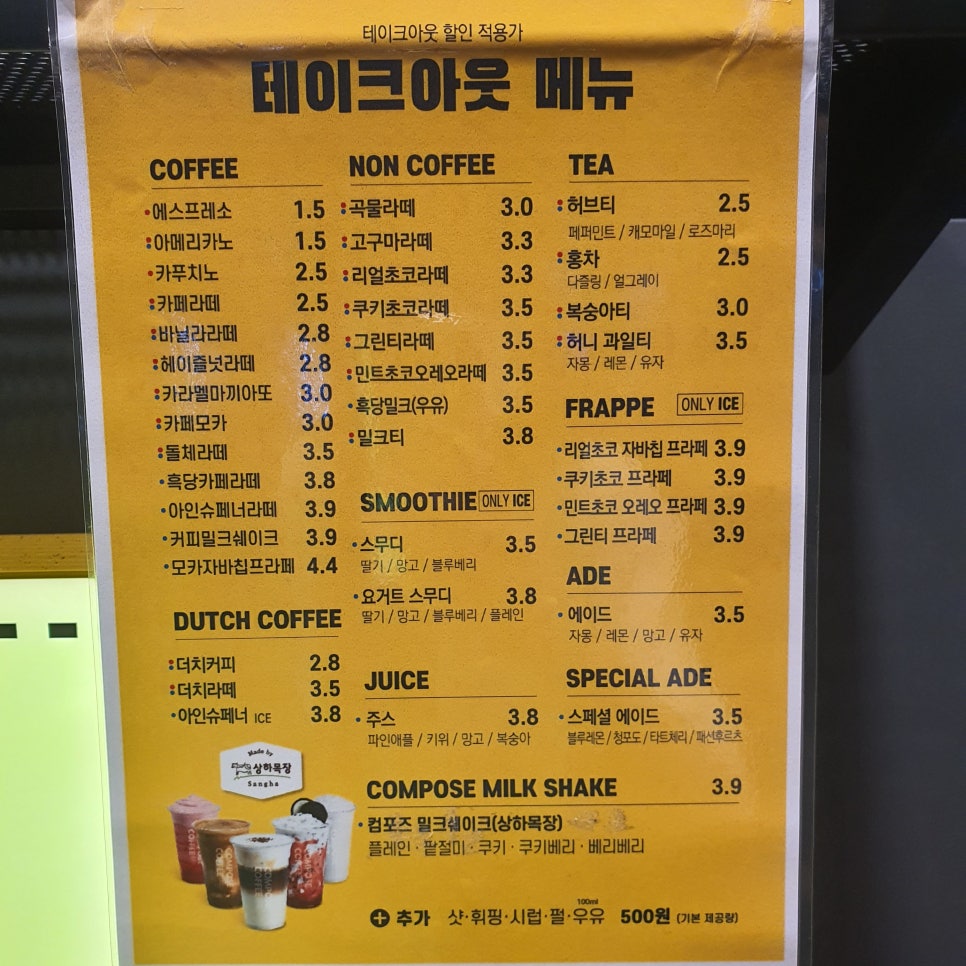 테이크아웃 할인 적용가
테이크아웃 메뉴
COFFEE
에스프레소 1.5
아메리카노 1.5
카푸치노 2.5
카페라떼 2.5
바닐라라떼 2.8
헤이즐넛라떼 2.8
카라멜마끼아또 3.0
카페모카 3.0
돌체라떼 3.5
흑당카페라떼 3.8
아인슈페너라떼 3.9
커피밀크쉐이크 3.9
모카자바칩프라페 4.4
DUTCH COFFEE
더치커피 2.8
더치라떼 3.5
아인슈페너 ICE 3.8
Made by
상하목장
Sangha
NON COFFEE
곡물라떼 3.0
고구마라떼 3.3
리얼초코라떼 3.3
쿠키초코라떼 3.5
그린티라떼 3.5
민트초코오레오라떼 3.5
흑당밀크(우유) 3.5
밀크티 3.8
SMOOTHIE ONLY ICE
스무디 3.5
딸기 / 망고 / 블루베리
요거트 스무디 3.8
딸기 / 망고 / 블루베리 / 플레인
JUICE
주스 3.8
파인애플 / 키위 / 망고 / 복숭아
TEA
허브티 2.5
페퍼민트 / 캐모마일 / 로즈마리
홍차 2.5
다즐링 / 얼그레이
복숭아티 3.0
허니 과일티 3.5
자몽 / 레몬 / 유자
FRAPPE ONLY ICE
리얼초코 자바칩 프라페 3.9
쿠키초코 프라페 3.9
민트초코 오레오 프라페 3.9
그린티 프라페 3.9
ADE
에이드 3.5
자몽 / 레몬 / 망고 / 유자
SPECIAL ADE
스페셜 에이드 3.5
블루레몬 / 청포도 / 타트체리 / 패션후르츠
COMPOSE MILK SHAKE 3.9
컴포즈 밀크쉐이크(상하목장)
플레인 · 팥절미 · 쿠키 · 쿠키베리 · 베리베리
100ml
추가 샷·휘핑·시럽·펄·우유 500원 (기본 제공량)